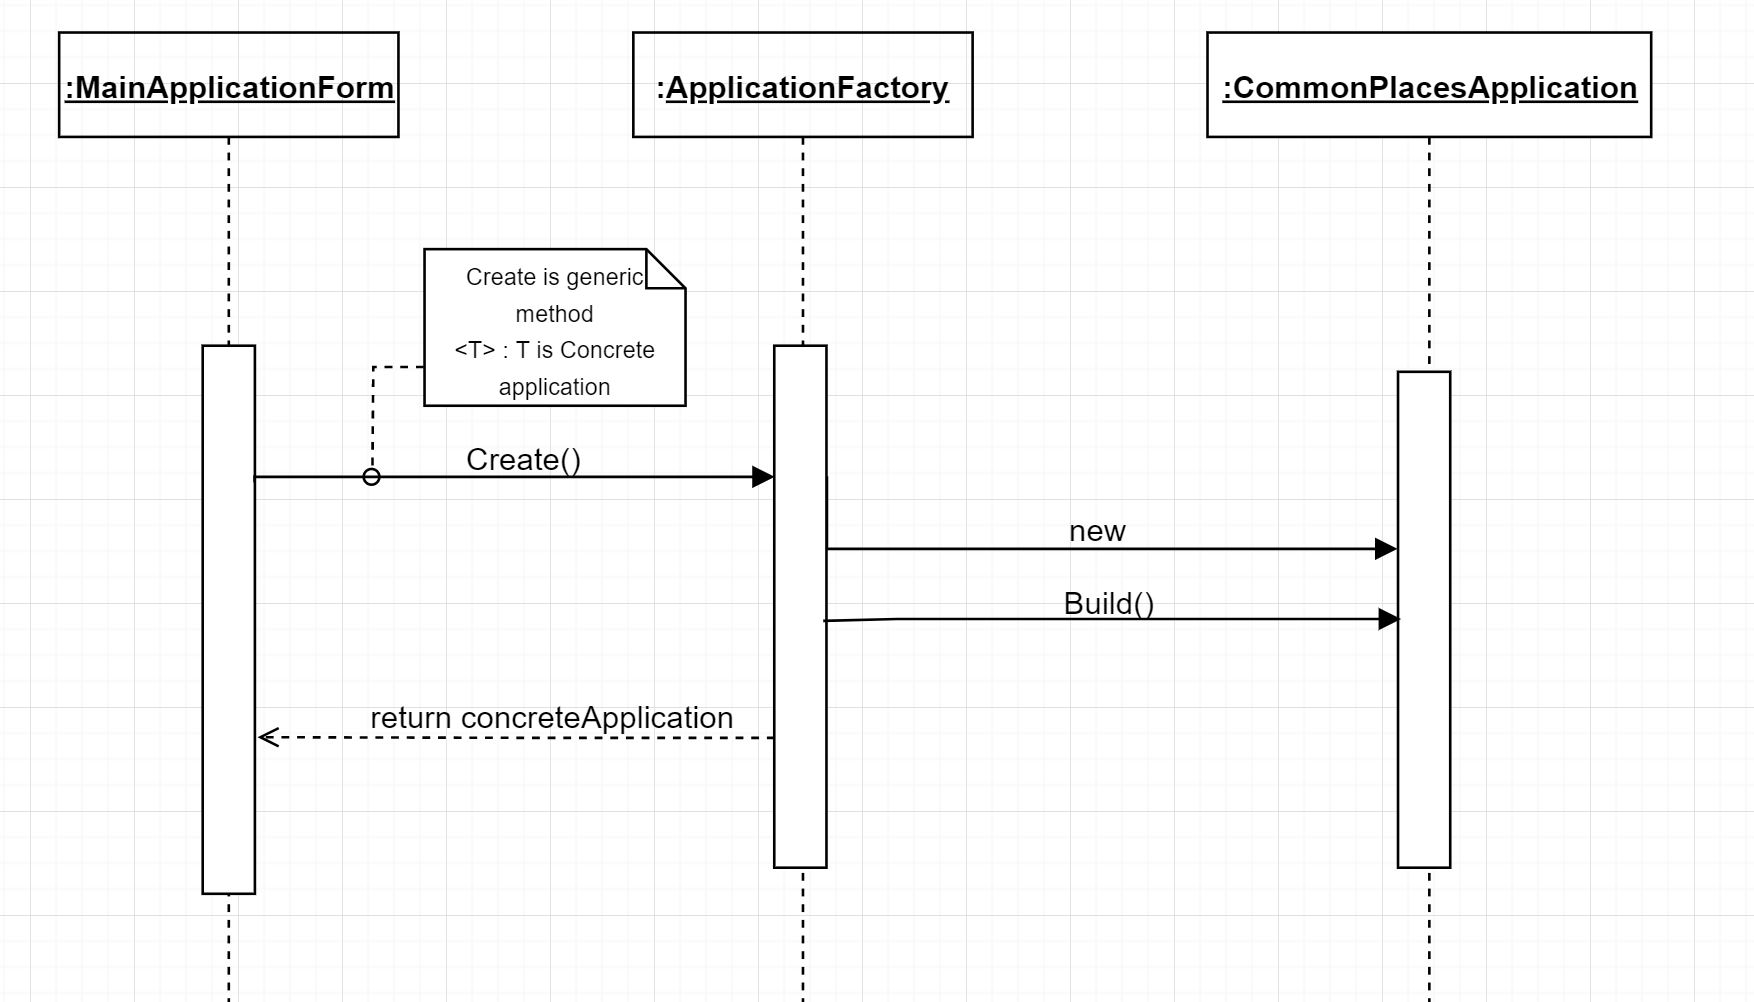 :MainApplicationForm
:ApplicationFactory
:CommonPlacesApplication
Create is generic
method
<T> : T is Concrete
application
Create()
new
Build()
return concreteApplication